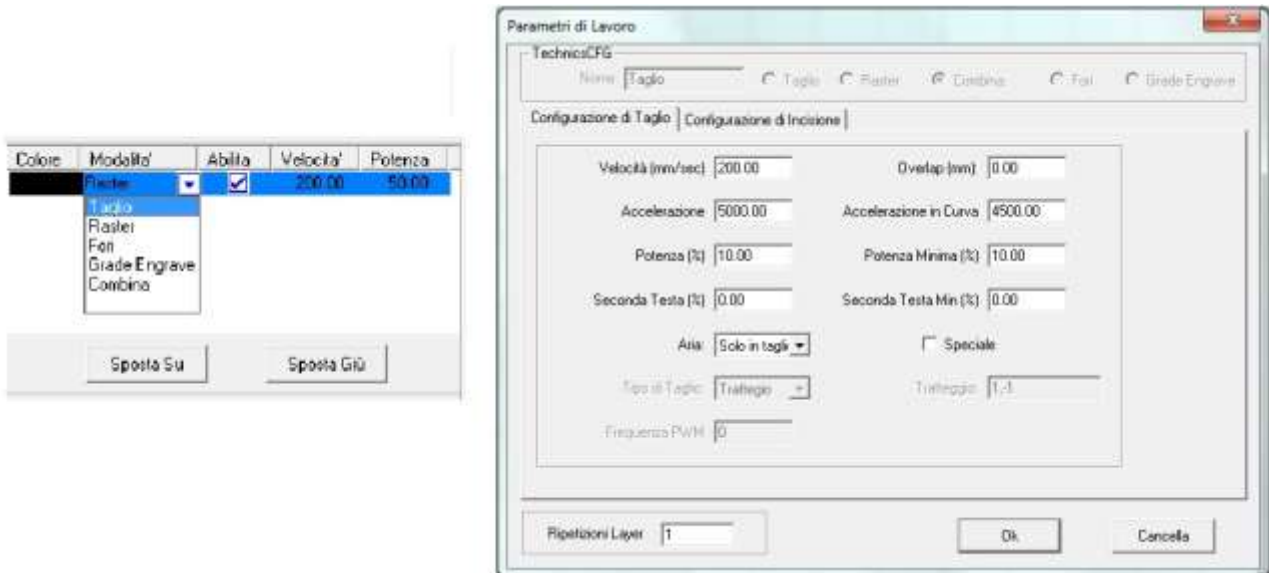 Colore Modalita' Abilita Velocita' Potenza
Raster 200.00 50.00
Taglio
Raster
Fori
Grade Engrave
Combina
Sposta Su Sposta Giù
Parametri di Lavoro
TechnicsCFG
Nome Taglio Taglio Raster Combina Fori Grade Engrave
Configurazione di Taglio Configurazione di Incisione
Velocità (mm/sec) 200.00 Overlap (mm) 0.00
Accelerazione 5000.00 Accelerazione in Curva 4500.00
Potenza (%) 10.00 Potenza Minima (%) 10.00
Seconda Testa (%) 0.00 Seconda Testa Min (%) 0.00
Aria: Solo in tagli Speciale
Tipo di Taglio: Trattegio Tratteggio: 1,-1
Frequenza PWM 0
Ripetizioni Layer 1 Ok Cancella